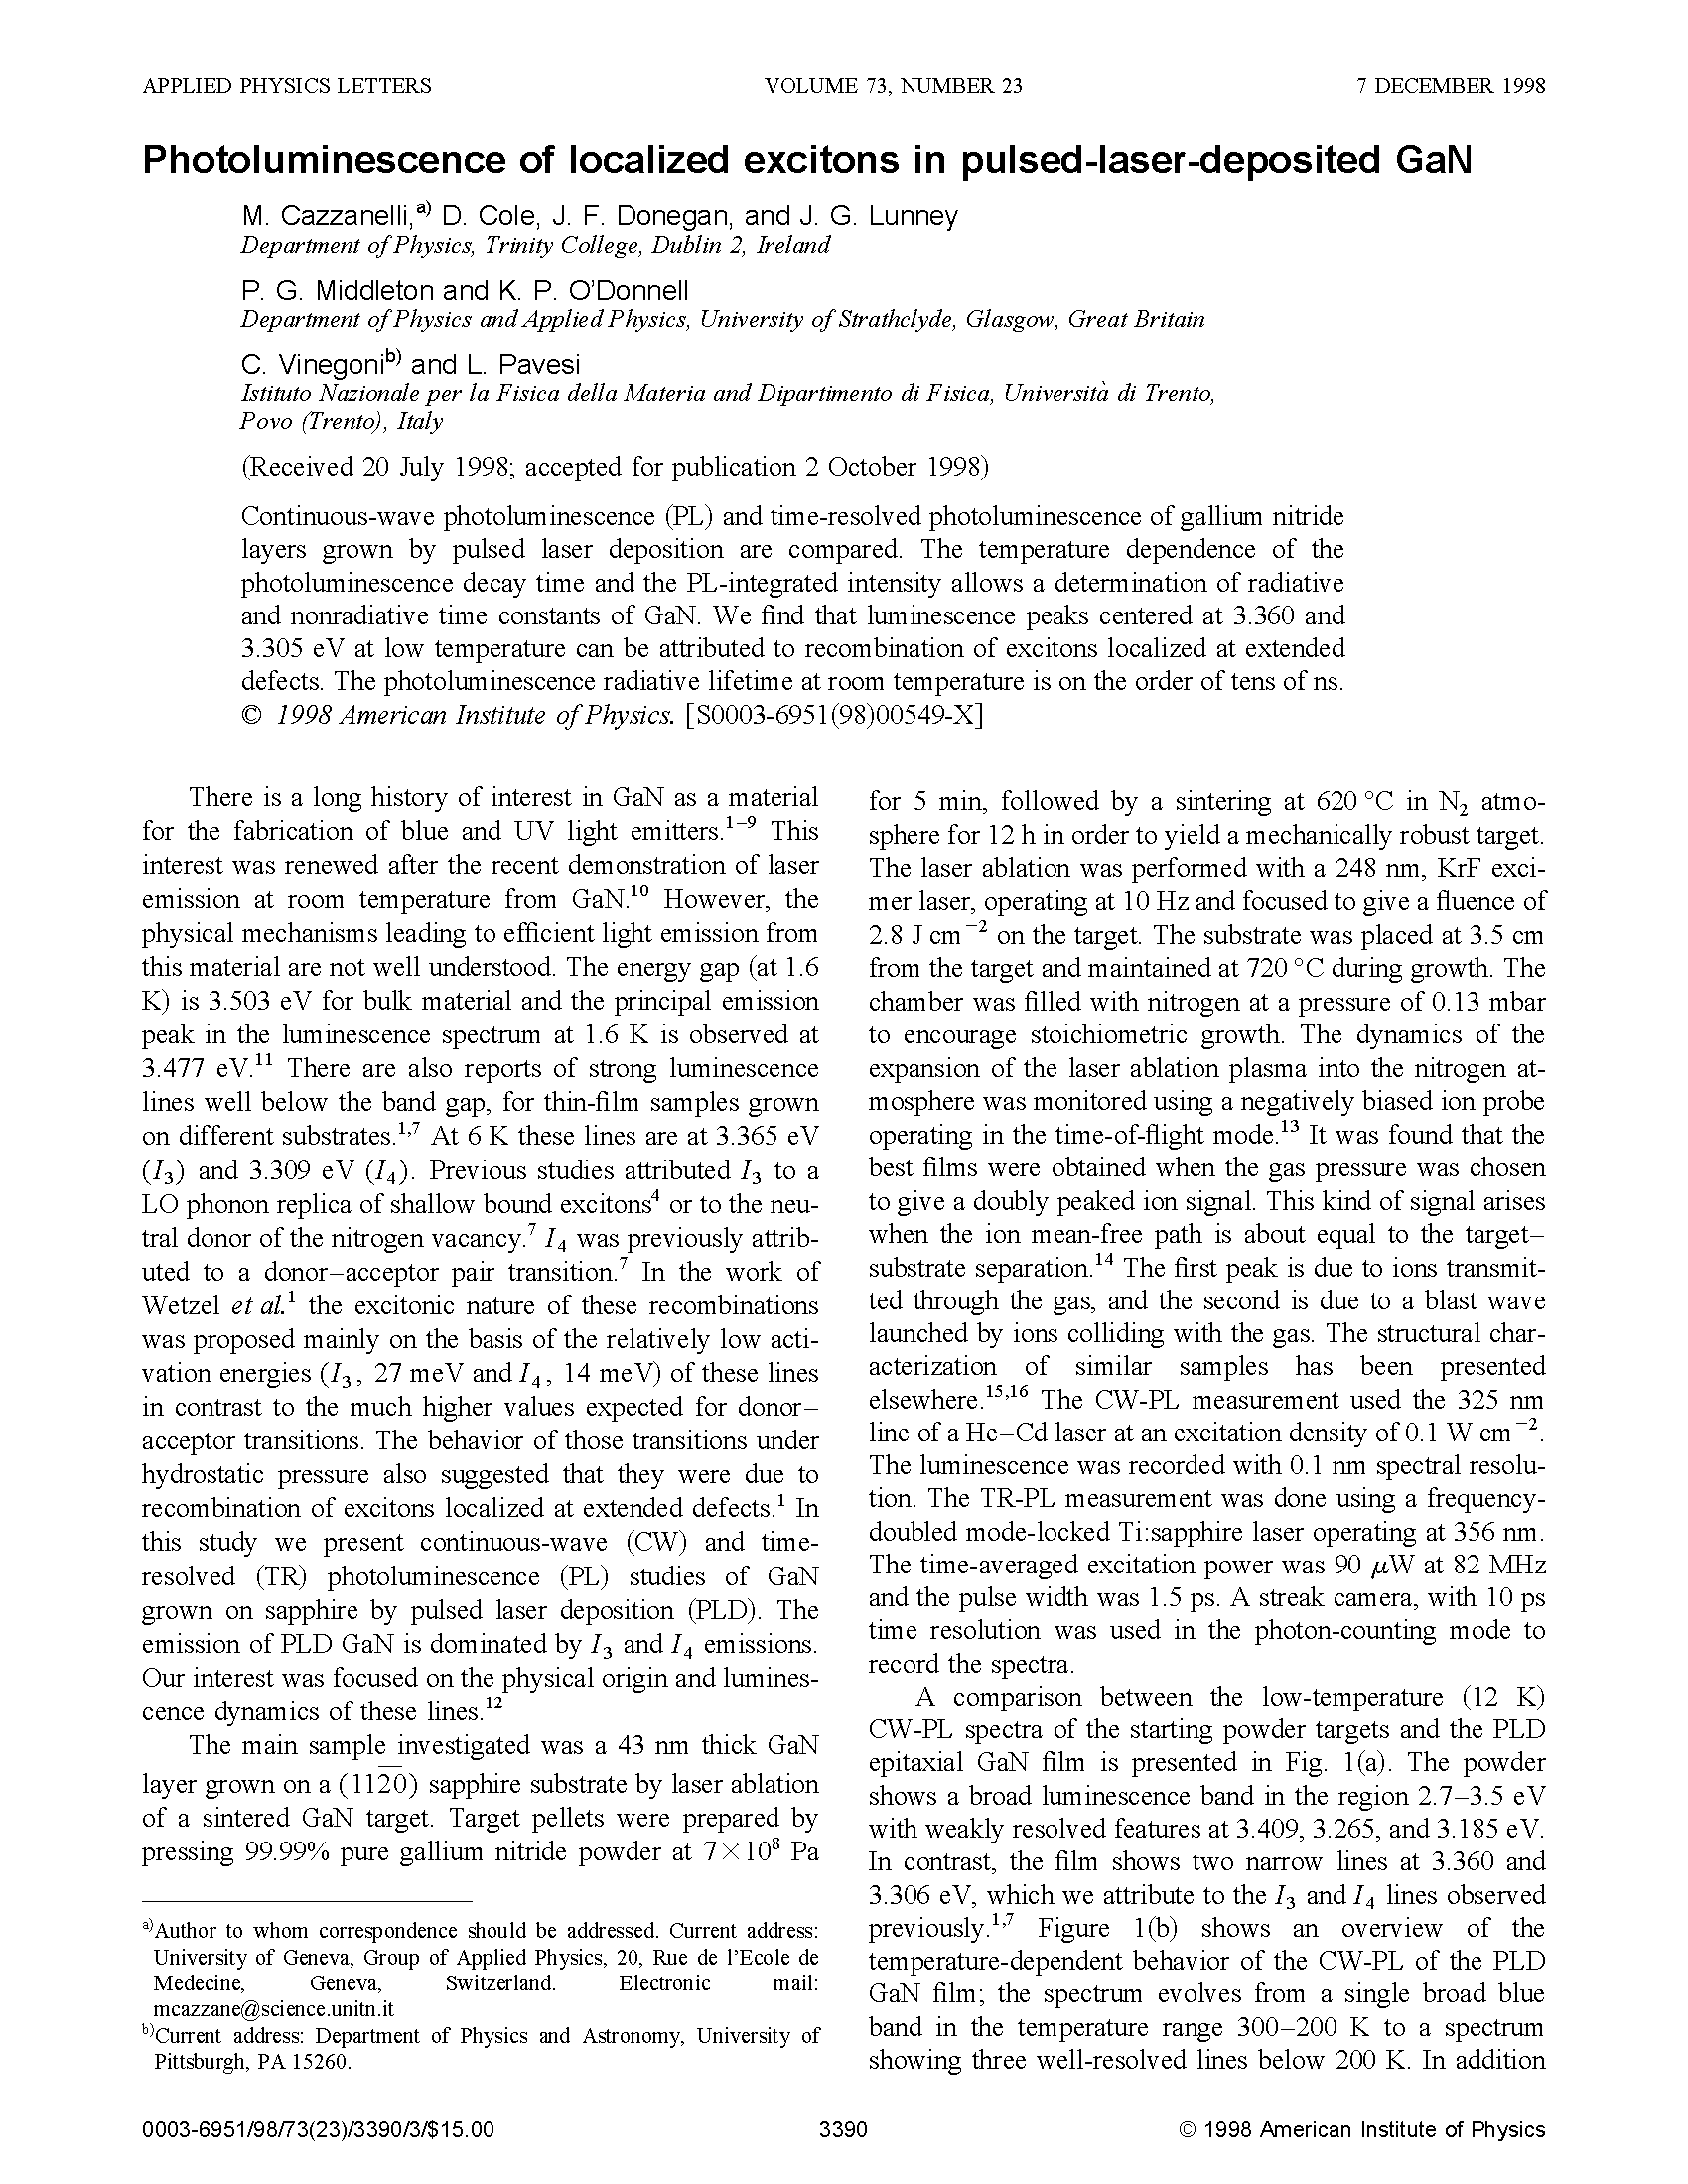 APPLIED PHYSICS LETTERS VOLUME 73, NUMBER 23 7 DECEMBER 1998
Photoluminescence of localized excitons in pulsed-laser-deposited GaN
M. Cazzanelli,a) D. Cole, J. F. Donegan, and J. G. Lunney
Department of Physics, Trinity College, Dublin 2, Ireland
P. G. Middleton and K. P. O’Donnell
Department of Physics and Applied Physics, University of Strathclyde, Glasgow, Great Britain
C. Vinegonib) and L. Pavesi
Istituto Nazionale per la Fisica della Materia and Dipartimento di Fisica, Università di Trento,
Povo (Trento), Italy
(Received 20 July 1998; accepted for publication 2 October 1998)
Continuous-wave photoluminescence (PL) and time-resolved photoluminescence of gallium nitride
layers grown by pulsed laser deposition are compared. The temperature dependence of the
photoluminescence decay time and the PL-integrated intensity allows a determination of radiative
and nonradiative time constants of GaN. We find that luminescence peaks centered at 3.360 and
3.305 eV at low temperature can be attributed to recombination of excitons localized at extended
defects. The photoluminescence radiative lifetime at room temperature is on the order of tens of ns.
© 1998 American Institute of Physics. [S0003-6951(98)00549-X]
There is a long history of interest in GaN as a material
for the fabrication of blue and UV light emitters.1–9 This
interest was renewed after the recent demonstration of laser
emission at room temperature from GaN.10 However, the
physical mechanisms leading to efficient light emission from
this material are not well understood. The energy gap (at 1.6
K) is 3.503 eV for bulk material and the principal emission
peak in the luminescence spectrum at 1.6 K is observed at
3.477 eV.11 There are also reports of strong luminescence
lines well below the band gap, for thin-film samples grown
on different substrates.1,7 At 6 K these lines are at 3.365 eV
(I3) and 3.309 eV (I4). Previous studies attributed I3 to a
LO phonon replica of shallow bound excitons4 or to the neu-
tral donor of the nitrogen vacancy.7 I4 was previously attrib-
uted to a donor–acceptor pair transition.7 In the work of
Wetzel et al.1 the excitonic nature of these recombinations
was proposed mainly on the basis of the relatively low acti-
vation energies (I3, 27 meV and I4, 14 meV) of these lines
in contrast to the much higher values expected for donor–
acceptor transitions. The behavior of those transitions under
hydrostatic pressure also suggested that they were due to
recombination of excitons localized at extended defects.1 In
this study we present continuous-wave (CW) and time-
resolved (TR) photoluminescence (PL) studies of GaN
grown on sapphire by pulsed laser deposition (PLD). The
emission of PLD GaN is dominated by I3 and I4 emissions.
Our interest was focused on the physical origin and lumines-
cence dynamics of these lines.12
The main sample investigated was a 43 nm thick GaN
layer grown on a (112̅0̅) sapphire substrate by laser ablation
of a sintered GaN target. Target pellets were prepared by
pressing 99.99% pure gallium nitride powder at 7×10⁸ Pa
a)Author to whom correspondence should be addressed. Current address:
University of Geneva, Group of Applied Physics, 20, Rue de l’Ecole de
Medecine, Geneva, Switzerland. Electronic mail:
mcazzane@science.unitn.it
b)Current address: Department of Physics and Astronomy, University of
Pittsburgh, PA 15260.
for 5 min, followed by a sintering at 620 °C in N2 atmo-
sphere for 12 h in order to yield a mechanically robust target.
The laser ablation was performed with a 248 nm, KrF exci-
mer laser, operating at 10 Hz and focused to give a fluence of
2.8 J cm⁻² on the target. The substrate was placed at 3.5 cm
from the target and maintained at 720 °C during growth. The
chamber was filled with nitrogen at a pressure of 0.13 mbar
to encourage stoichiometric growth. The dynamics of the
expansion of the laser ablation plasma into the nitrogen at-
mosphere was monitored using a negatively biased ion probe
operating in the time-of-flight mode.13 It was found that the
best films were obtained when the gas pressure was chosen
to give a doubly peaked ion signal. This kind of signal arises
when the ion mean-free path is about equal to the target–
substrate separation.14 The first peak is due to ions transmit-
ted through the gas, and the second is due to a blast wave
launched by ions colliding with the gas. The structural char-
acterization of similar samples has been presented
elsewhere.15,16 The CW-PL measurement used the 325 nm
line of a He–Cd laser at an excitation density of 0.1 W cm⁻².
The luminescence was recorded with 0.1 nm spectral resolu-
tion. The TR-PL measurement was done using a frequency-
doubled mode-locked Ti:sapphire laser operating at 356 nm.
The time-averaged excitation power was 90 μW at 82 MHz
and the pulse width was 1.5 ps. A streak camera, with 10 ps
time resolution was used in the photon-counting mode to
record the spectra.
A comparison between the low-temperature (12 K)
CW-PL spectra of the starting powder targets and the PLD
epitaxial GaN film is presented in Fig. 1(a). The powder
shows a broad luminescence band in the region 2.7–3.5 eV
with weakly resolved features at 3.409, 3.265, and 3.185 eV.
In contrast, the film shows two narrow lines at 3.360 and
3.306 eV, which we attribute to the I3 and I4 lines observed
previously.1,7 Figure 1(b) shows an overview of the
temperature-dependent behavior of the CW-PL of the PLD
GaN film; the spectrum evolves from a single broad blue
band in the temperature range 300–200 K to a spectrum
showing three well-resolved lines below 200 K. In addition
0003-6951/98/73(23)/3390/3/$15.00 3390 © 1998 American Institute of Physics